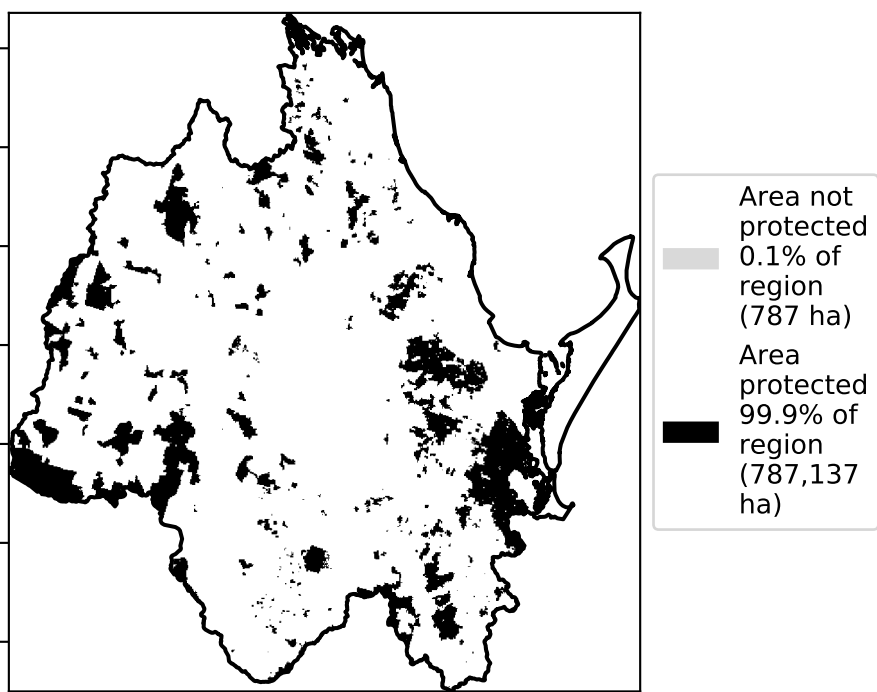 Area not
protected
0.1% of
region
(787 ha)
Area
protected
99.9% of
region
(787,137
ha)